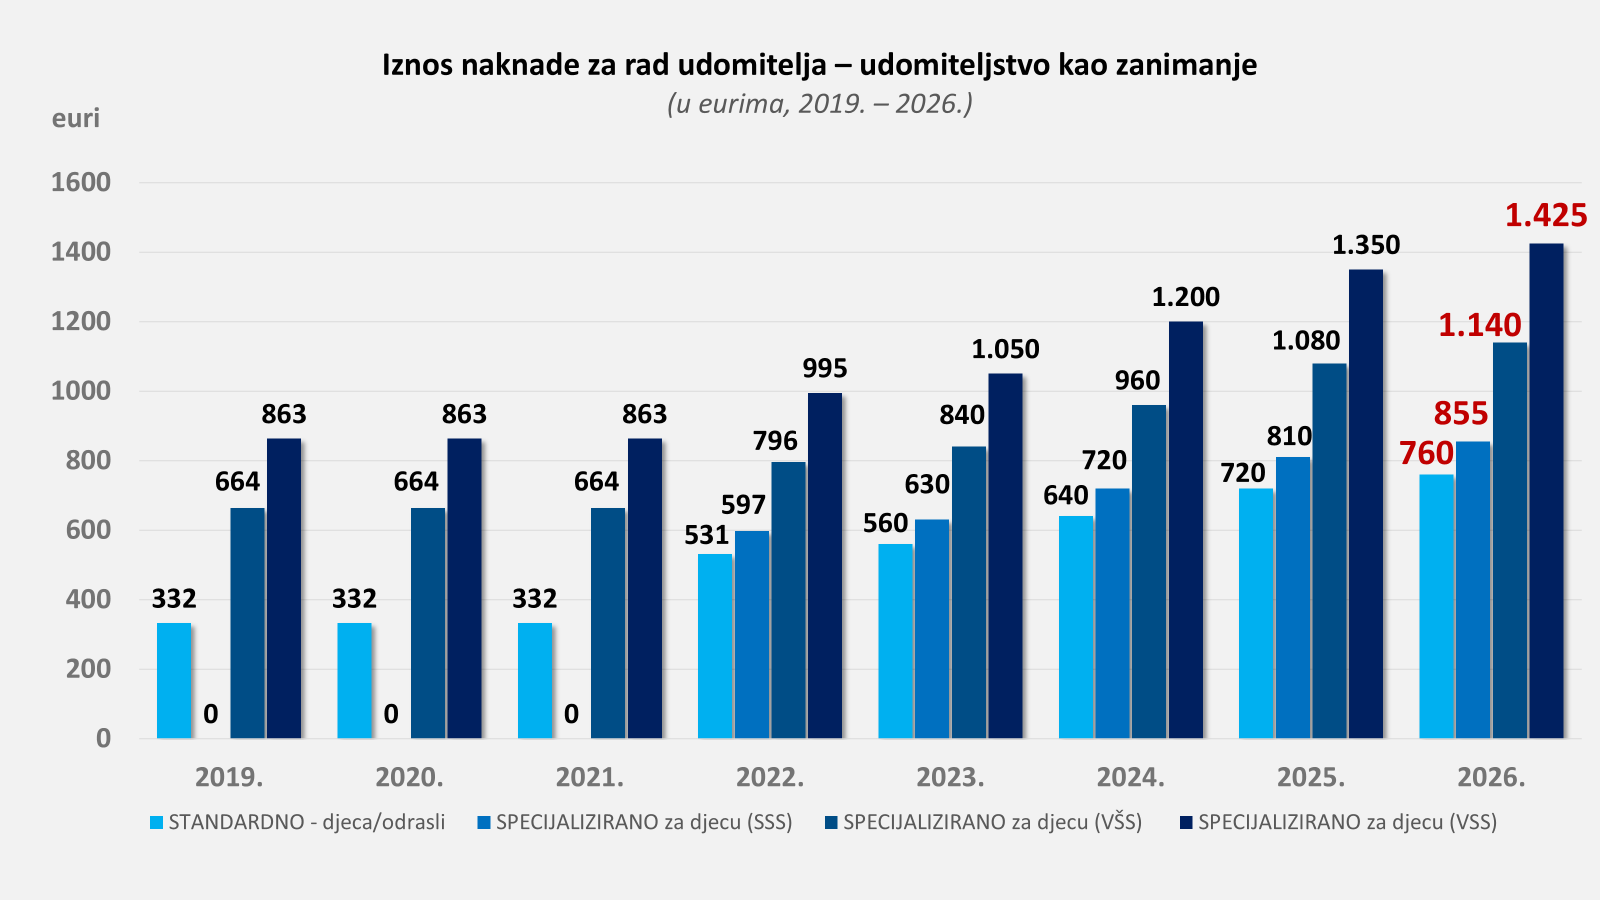 Iznos naknade za rad udomitelja – udomiteljstvo kao zanimanje
(u eurima, 2019. – 2026.)
euri
1600
1400
1200
1000
800
600
400
200
0
332 0 664 863
332 0 664 863
332 0 664 863
531 597 796 995
560 630 840 1.050
640 720 960 1.200
720 810 1.080 1.350
760 855 1.140 1.425
2019. 2020. 2021. 2022. 2023. 2024. 2025. 2026.
STANDARDNO - djeca/odrasli SPECIJALIZIRANO za djecu (SSS) SPECIJALIZIRANO za djecu (VŠS) SPECIJALIZIRANO za djecu (VSS)